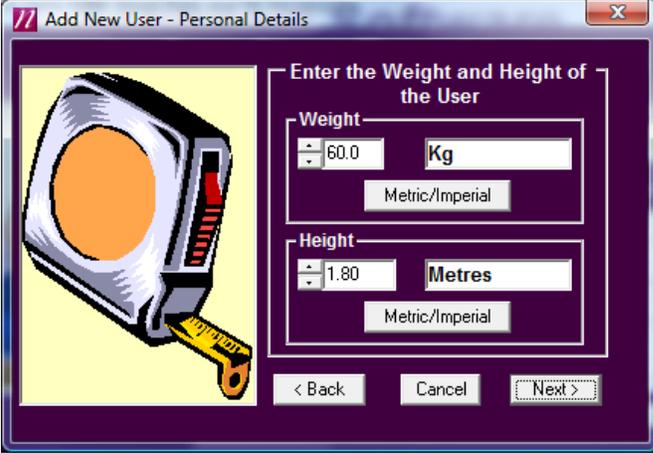 Add New User - Personal Details
Enter the Weight and Height of
the User
Weight
60.0
Kg
Metric/Imperial
Height
1.80
Metres
Metric/Imperial
< Back
Cancel
Next >